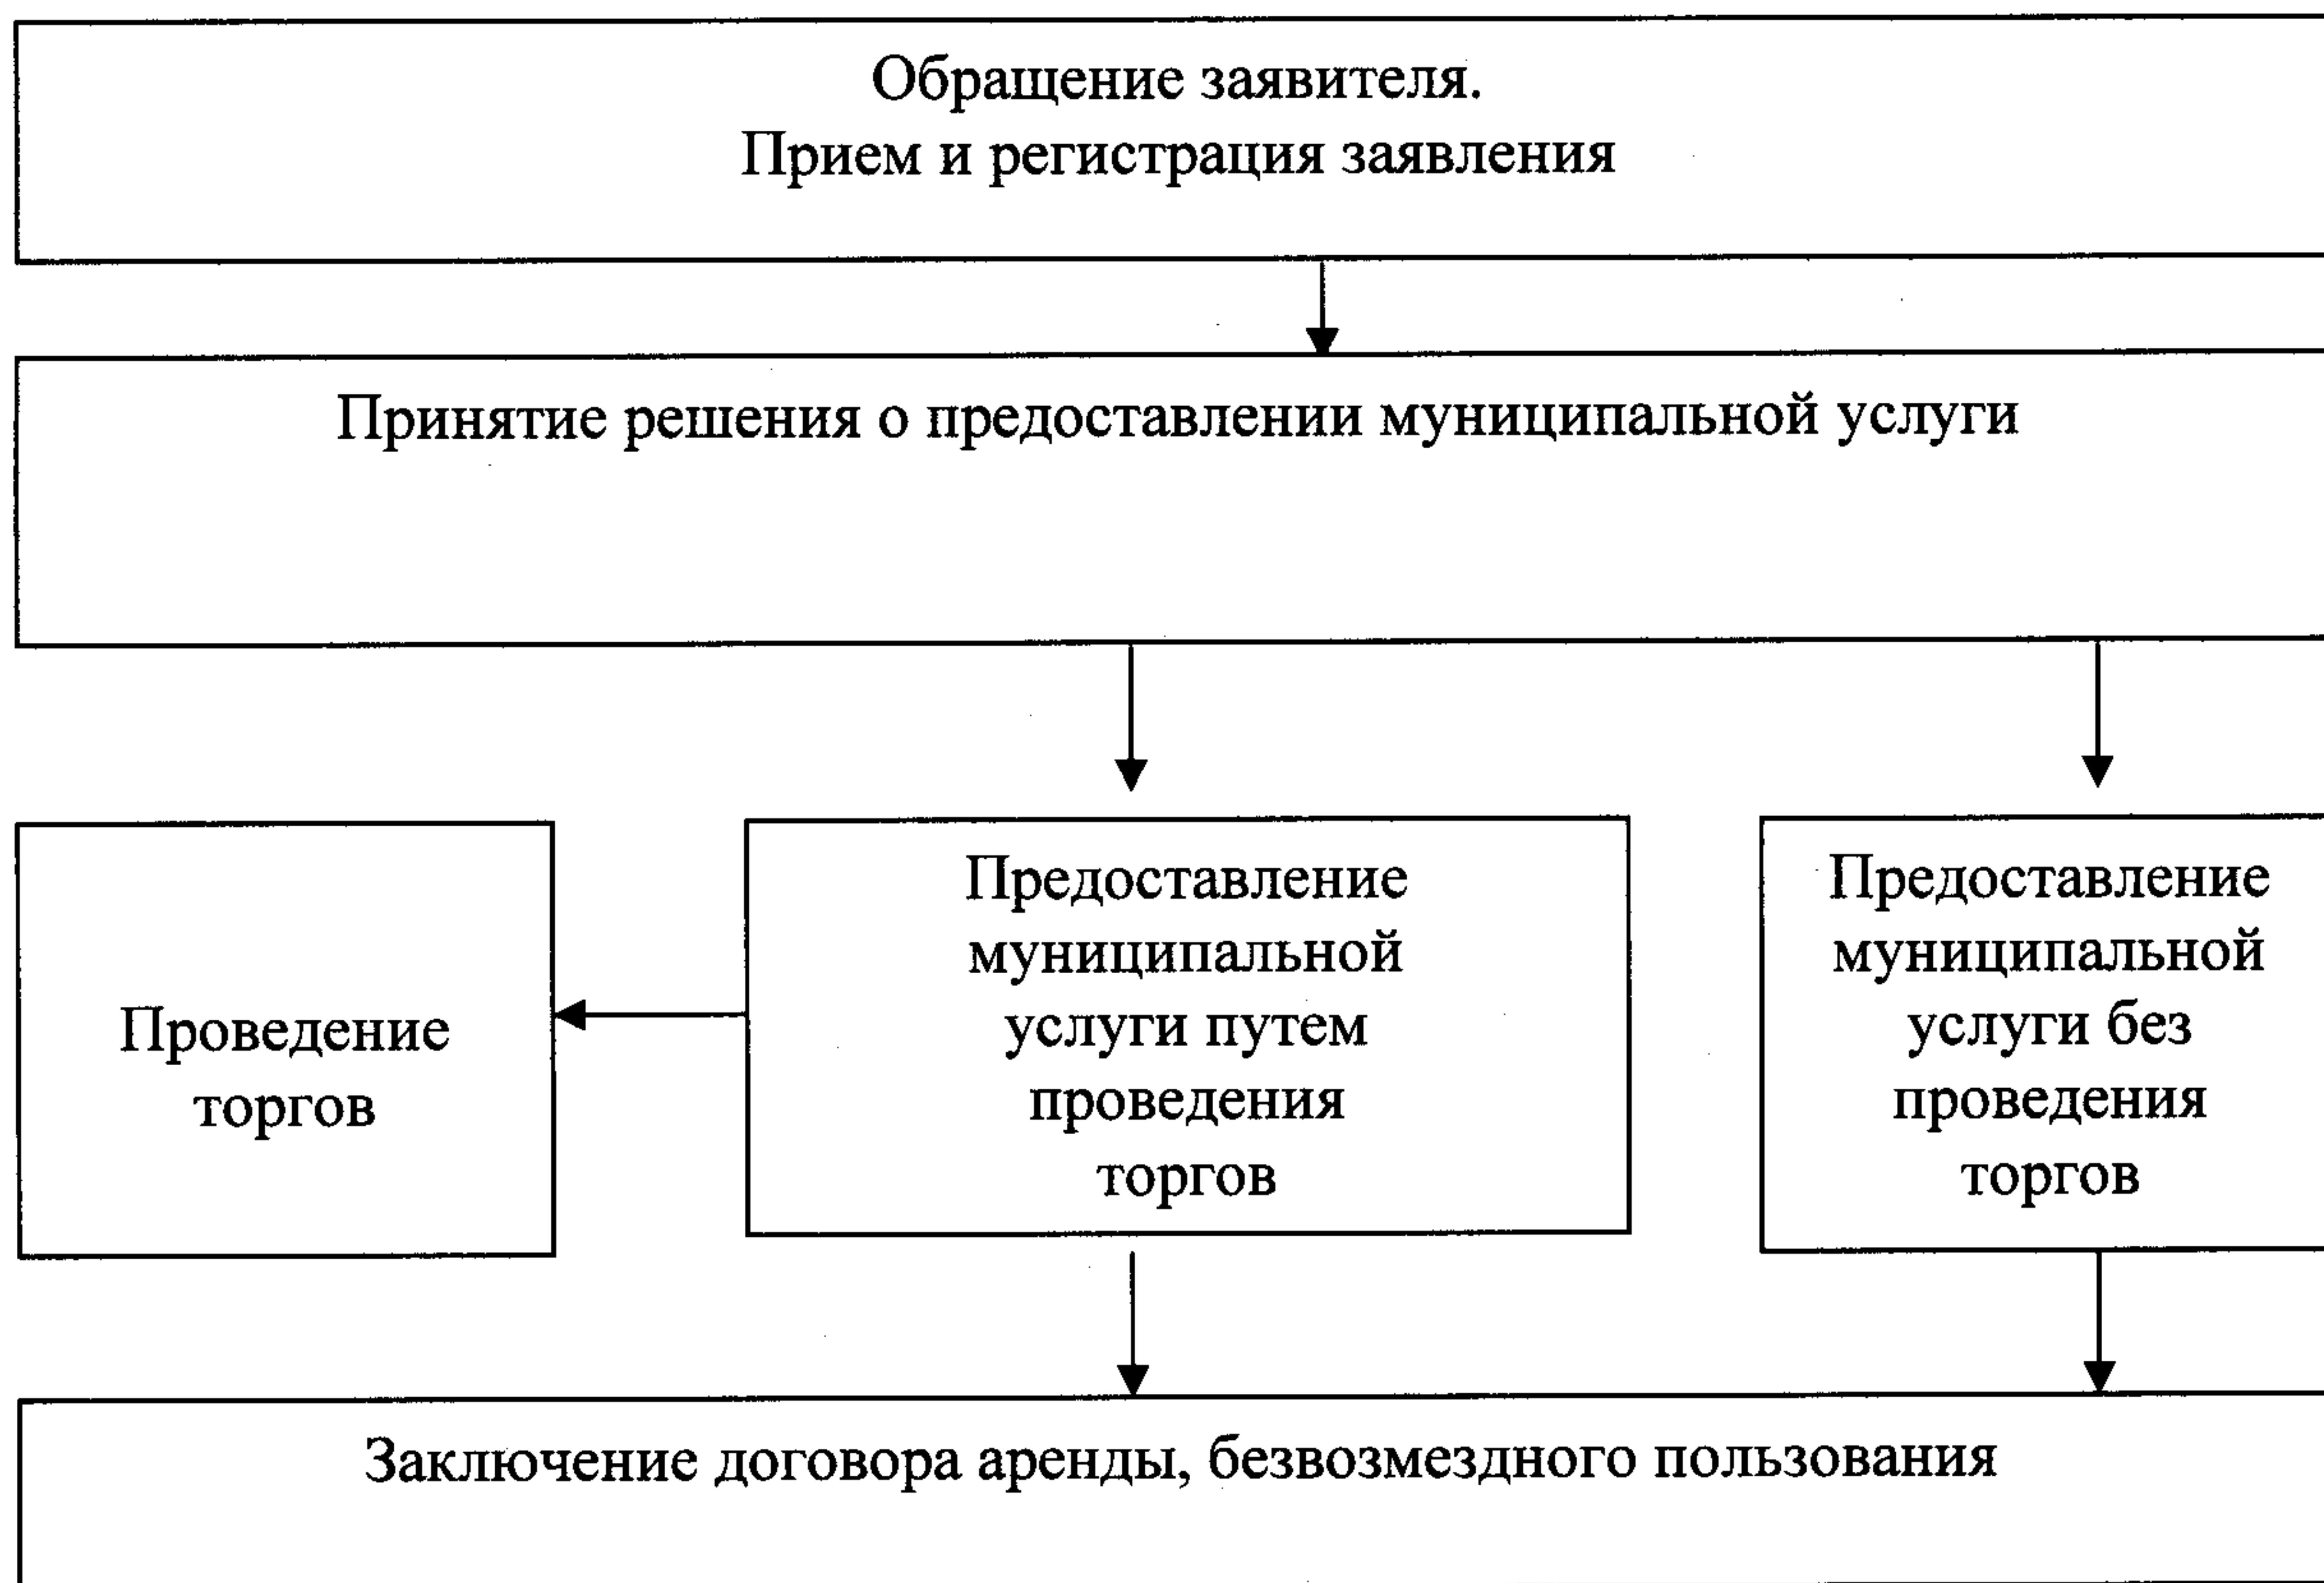 Обращение заявителя.
Прием и регистрация заявления
Принятие решения о предоставлении муниципальной услуги
Проведение
торгов
Предоставление
муниципальной
услуги путем
проведения
торгов
Предоставление
муниципальной
услуги без
проведения
торгов
Заключение договора аренды, безвозмездного пользования